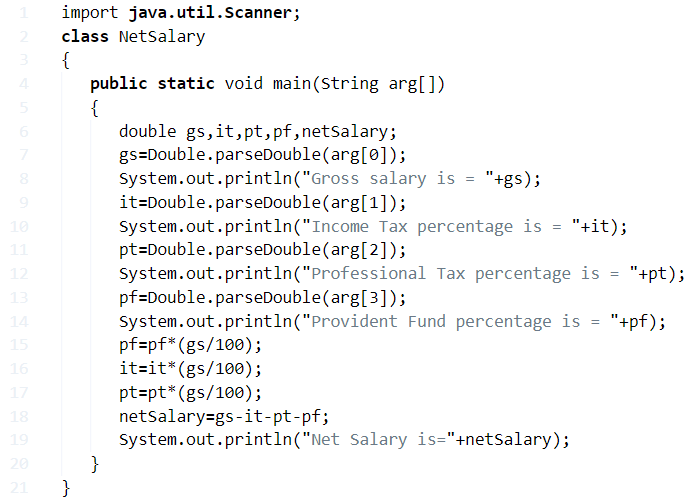 1 import java.util.Scanner;
2 class NetSalary
3 {
4 public static void main(String arg[])
5 {
6 double gs,it,pt,pf,netSalary;
7 gs=Double.parseDouble(arg[0]);
8 System.out.println("Gross salary is = "+gs);
9 it=Double.parseDouble(arg[1]);
10 System.out.println("Income Tax percentage is = "+it);
11 pt=Double.parseDouble(arg[2]);
12 System.out.println("Professional Tax percentage is = "+pt);
13 pf=Double.parseDouble(arg[3]);
14 System.out.println("Provident Fund percentage is = "+pf);
15 pf=pf*(gs/100);
16 it=it*(gs/100);
17 pt=pt*(gs/100);
18 netSalary=gs-it-pt-pf;
19 System.out.println("Net Salary is="+netSalary);
20 }
21 }